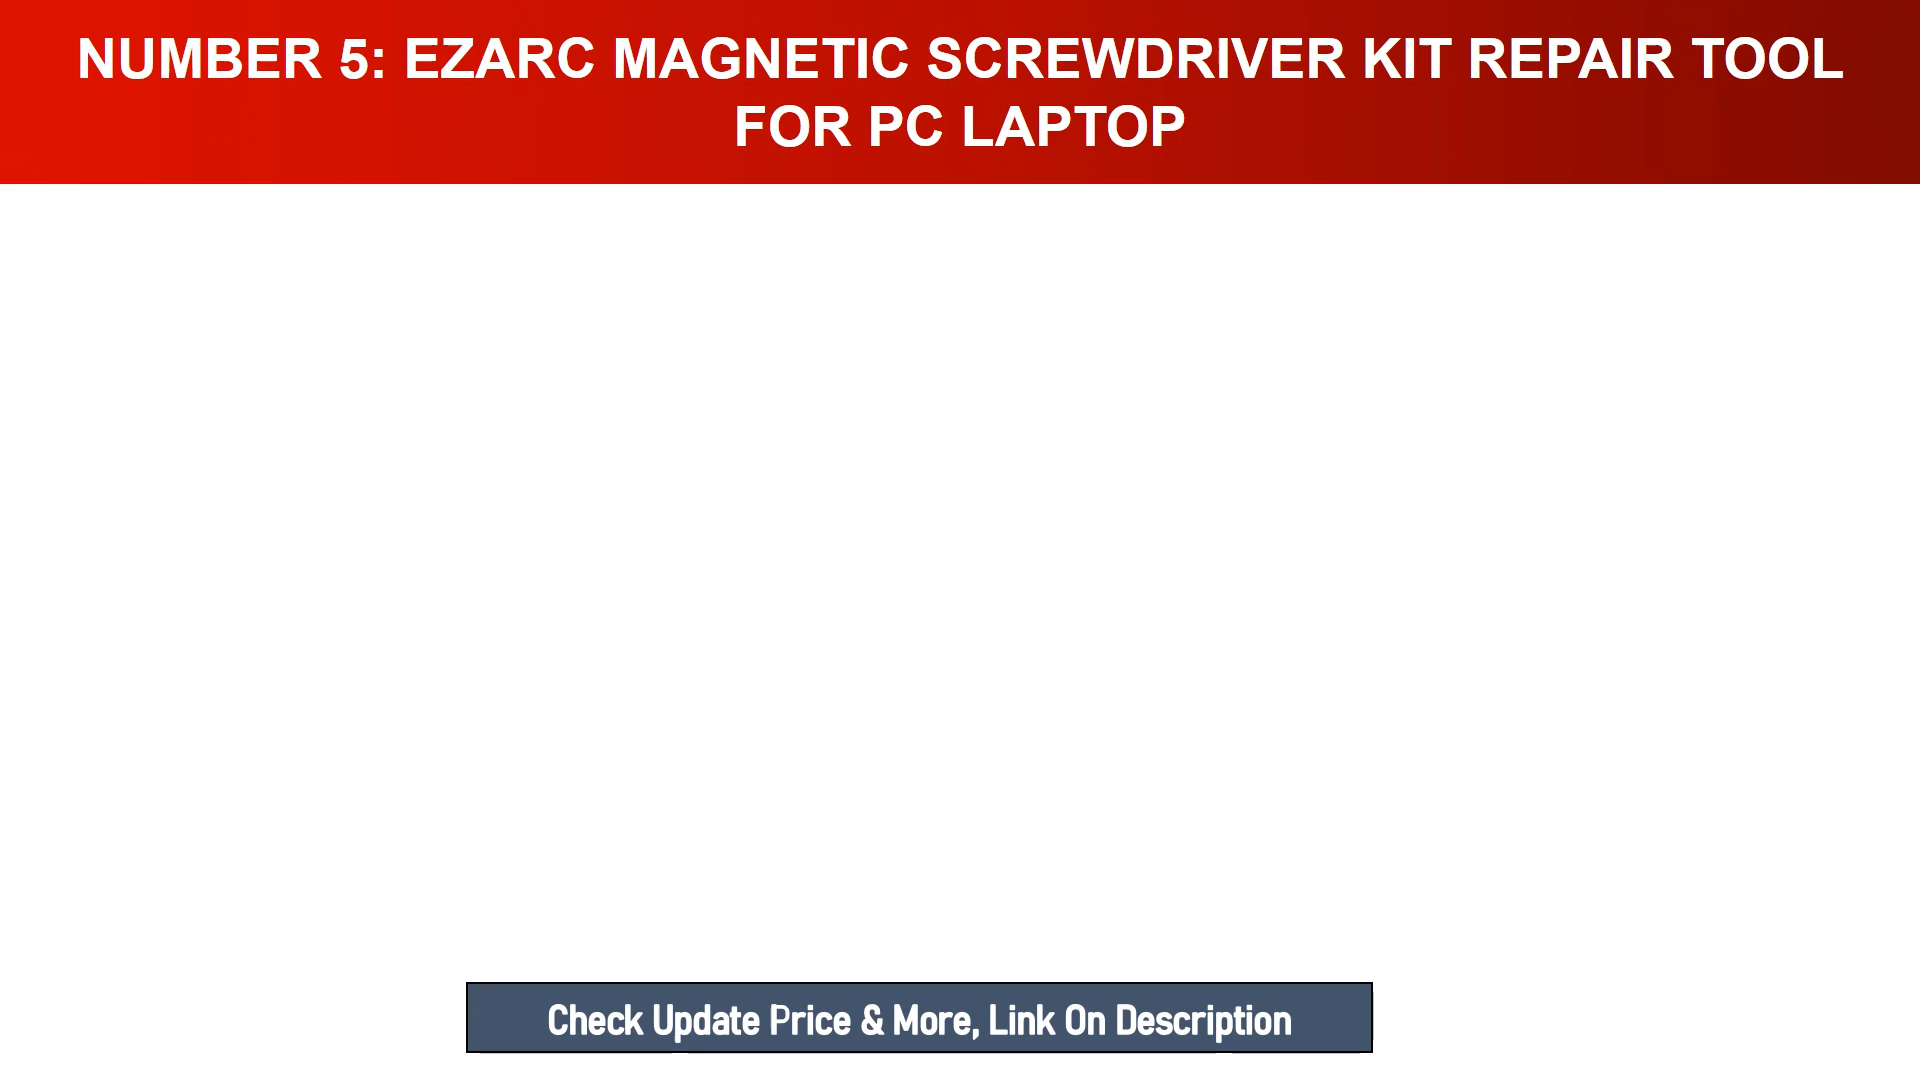 NUMBER 5: EZARC MAGNETIC SCREWDRIVER KIT REPAIR TOOL
FOR PC LAPTOP
Check Update Price & More, Link On Description